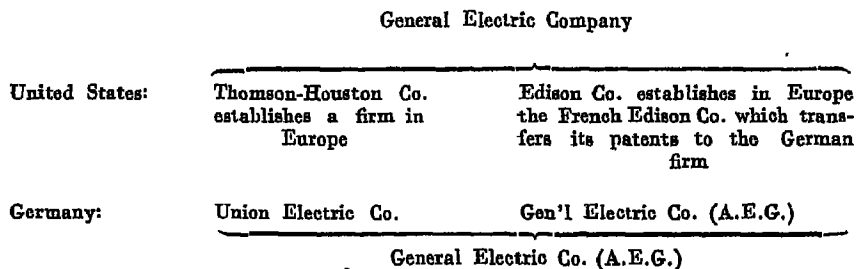 General Electric Company
United States: Thomson-Houston Co. Edison Co. establishes in Europe
establishes a firm in the French Edison Co. which trans-
Europe fers its patents to the German
firm
Germany: Union Electric Co. Gen'l Electric Co. (A.E.G.)
General Electric Co. (A.E.G.)